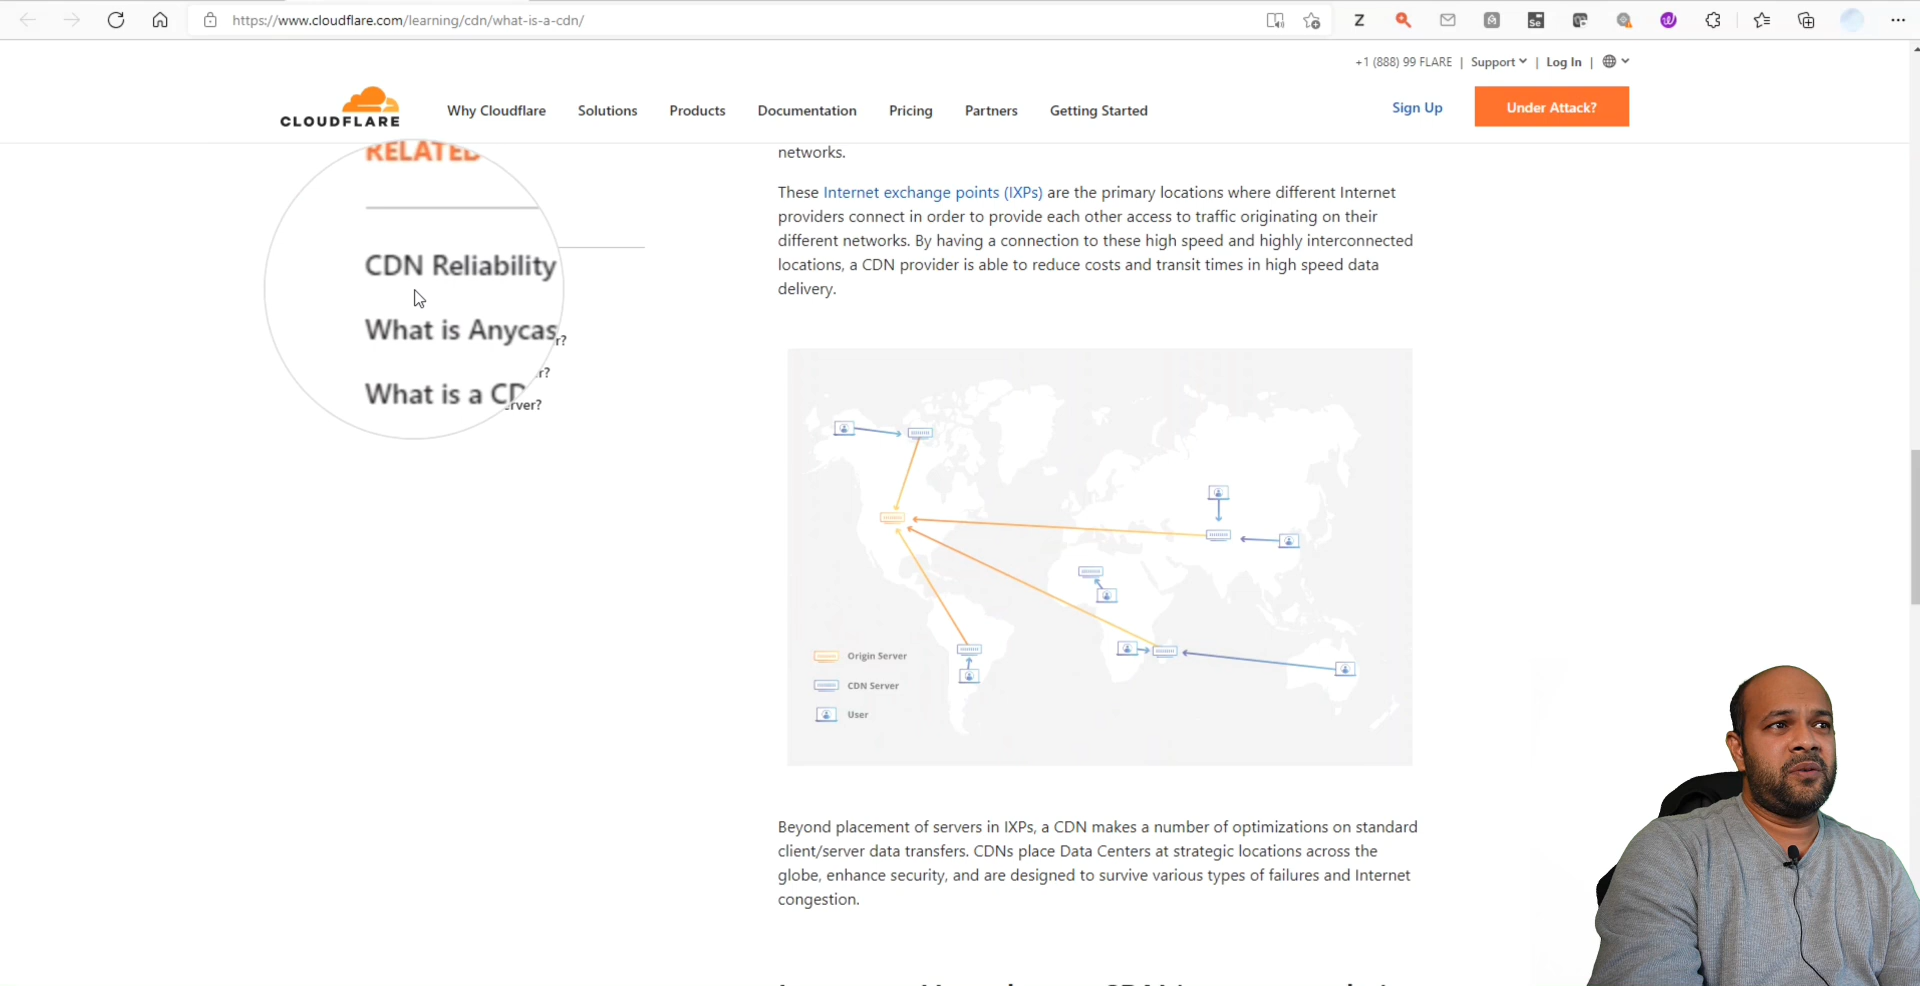 https://www.cloudflare.com/learning/cdn/what-is-a-cdn/
+1 (888) 99 FLARE | Support | Log In |
CLOUDFLARE
Why Cloudflare Solutions Products Documentation Pricing Partners Getting Started
Sign Up
Under Attack?
RELATED
CDN Reliability
What is Anycas
r?
r?
What is a CD
erver?
networks.
These Internet exchange points (IXPs) are the primary locations where different Internet
providers connect in order to provide each other access to traffic originating on their
different networks. By having a connection to these high speed and highly interconnected
locations, a CDN provider is able to reduce costs and transit times in high speed data
delivery.
Origin Server
CDN Server
User
Beyond placement of servers in IXPs, a CDN makes a number of optimizations on standard
client/server data transfers. CDNs place Data Centers at strategic locations across the
globe, enhance security, and are designed to survive various types of failures and Internet
congestion.